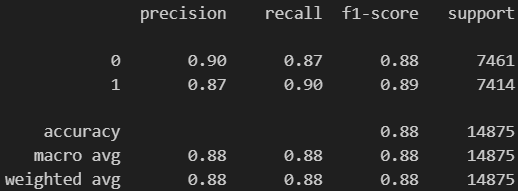 precision recall f1-score support
0 0.90 0.87 0.88 7461
1 0.87 0.90 0.89 7414
accuracy 0.88 14875
macro avg 0.88 0.88 0.88 14875
weighted avg 0.88 0.88 0.88 14875